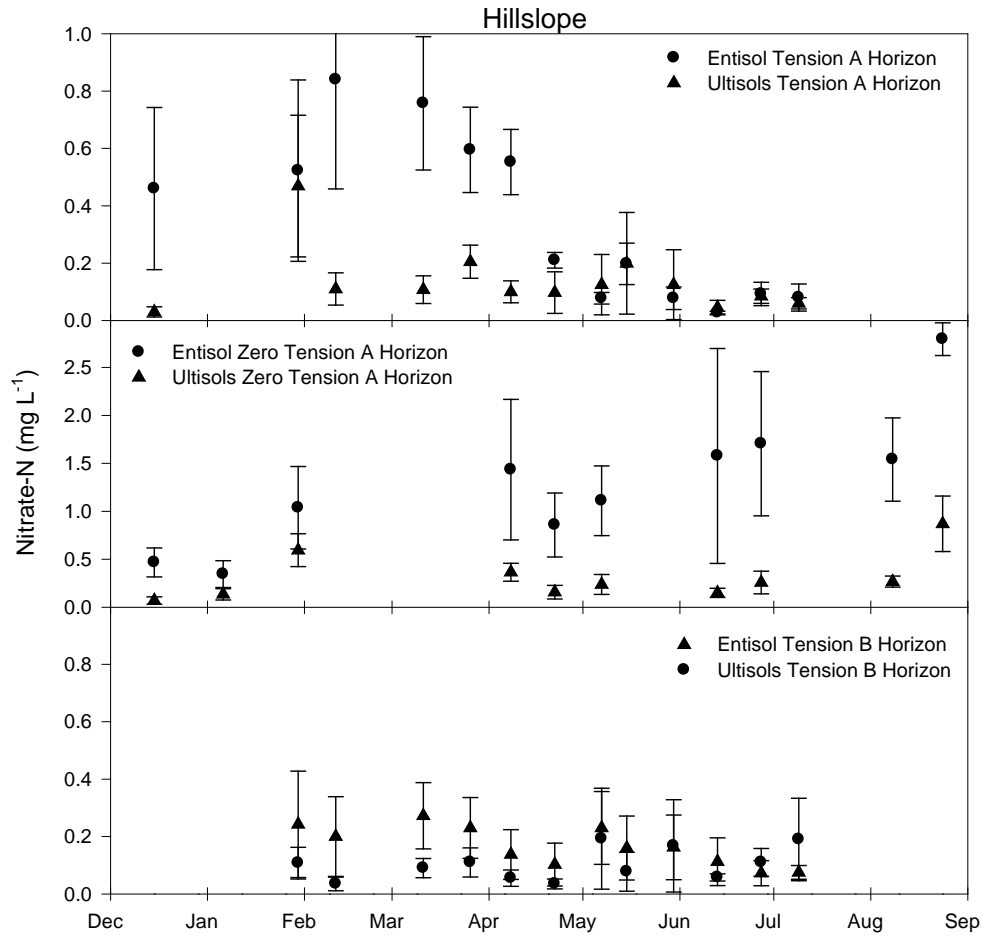 Hillslope
1.0
0.8
0.6
0.4
0.2
0.0
Entisol Tension A Horizon
Ultisols Tension A Horizon
Nitrate-N (mg L-1)
2.5
2.0
1.5
1.0
0.5
0.0
Entisol Zero Tension A Horizon
Ultisols Zero Tension A Horizon
0.8
0.6
0.4
0.2
0.0
Entisol Tension B Horizon
Ultisols Tension B Horizon
Dec Jan Feb Mar Apr May Jun Jul Aug Sep